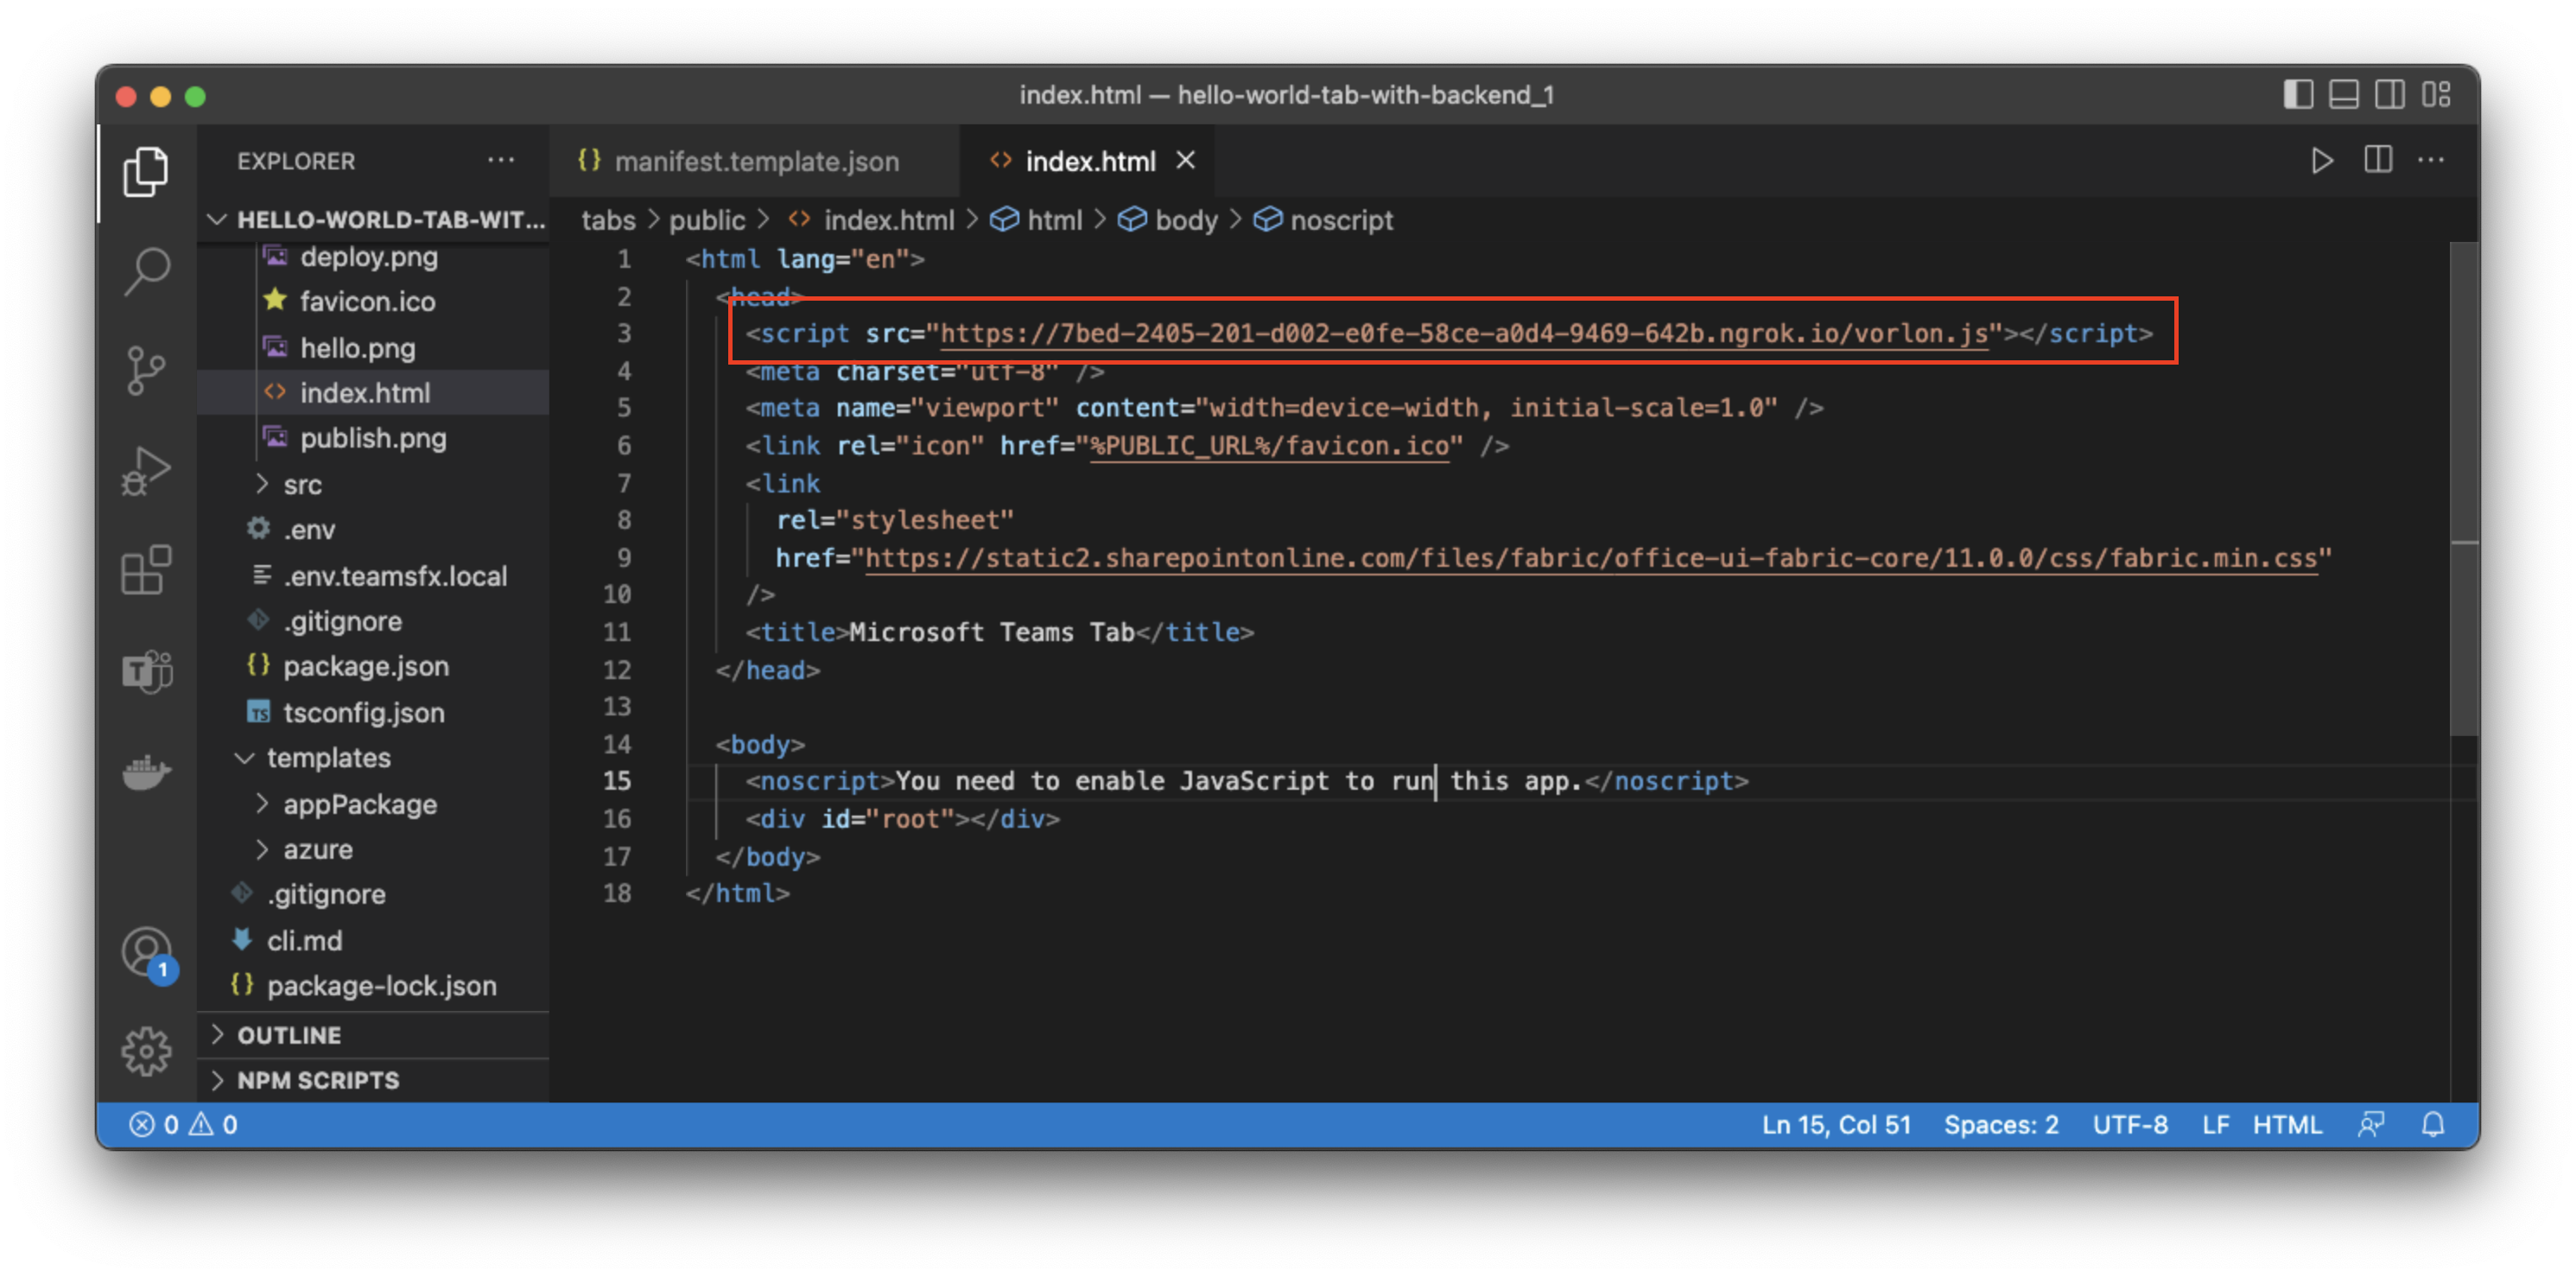 index.html — hello-world-tab-with-backend_1
EXPLORER ···
HELLO-WORLD-TAB-WIT...
deploy.png
favicon.ico
hello.png
index.html
publish.png
src
.env
.env.teamsfx.local
.gitignore
{} package.json
TS tsconfig.json
templates
appPackage
azure
.gitignore
cli.md
{} package-lock.json
OUTLINE
NPM SCRIPTS
T
1
{} manifest.template.json <> index.html ×
tabs > public > <> index.html > html > body > noscript
1 <html lang="en">
2 <head>
3 <script src="https://7bed-2405-201-d002-e0fe-58ce-a0d4-9469-642b.ngrok.io/vorlon.js"></script>
4 <meta charset="utf-8" />
5 <meta name="viewport" content="width=device-width, initial-scale=1.0" />
6 <link rel="icon" href="%PUBLIC_URL%/favicon.ico" />
7 <link
8 rel="stylesheet"
9 href="https://static2.sharepointonline.com/files/fabric/office-ui-fabric-core/11.0.0/css/fabric.min.css"
10 />
11 <title>Microsoft Teams Tab</title>
12 </head>
13
14 <body>
15 <noscript>You need to enable JavaScript to run this app.</noscript>
16 <div id="root"></div>
17 </body>
18 </html>
0 0 Ln 15, Col 51 Spaces: 2 UTF-8 LF HTML